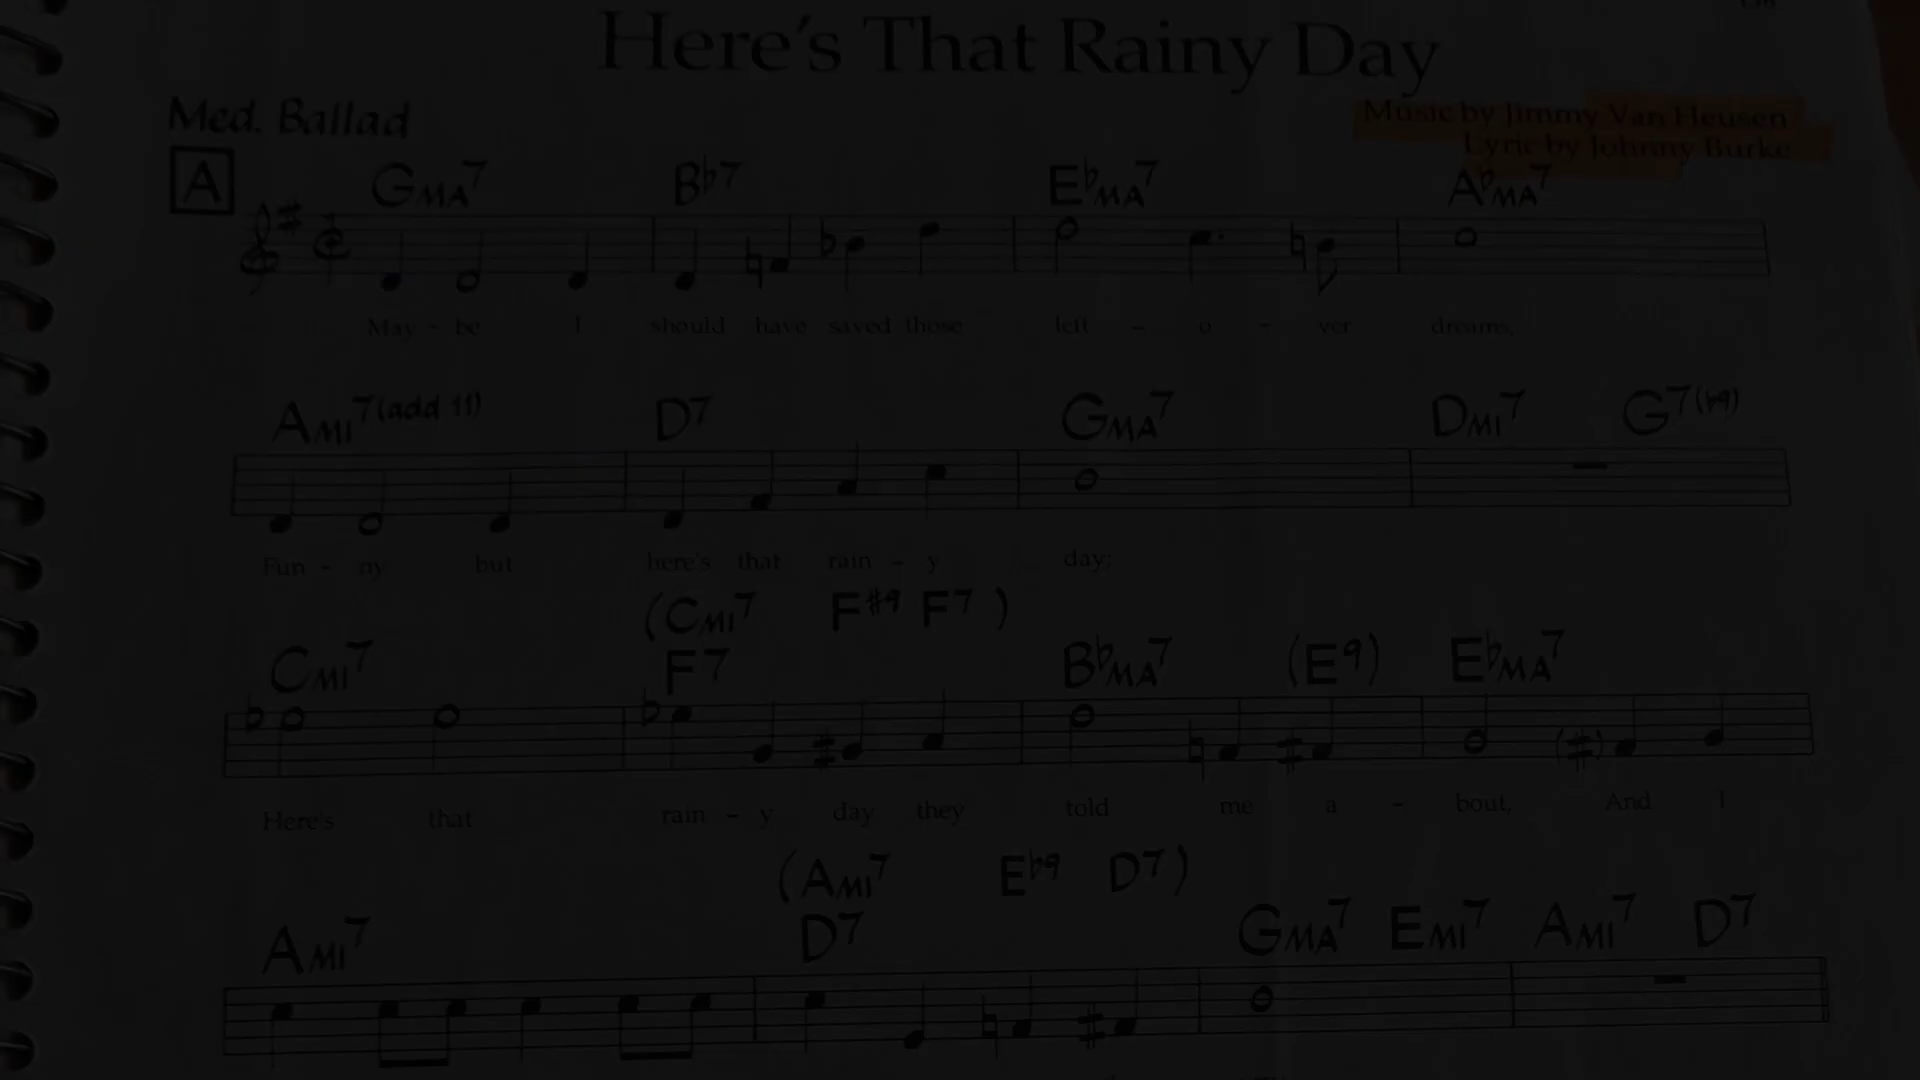 Here's That Rainy Day
Med. Ballad
Music by Jimmy Van Heusen
Lyric by Johnny Burke
A
GMA7 B♭7 E♭MA7 A♭MA7
May - be I should have saved those left - o - ver dreams,
AMI7(add 11) D7 GMA7 DMI7 G7(♭9)
Fun - ny but here's that rain - y day;
(CMI7 F♯9 F7 )
CMI7 F7 B♭MA7 (E9) E♭MA7
Here's that rain - y day they told me a - bout, And I
(AMI7 E♭9 D7 )
AMI7 D7 GMA7 EMI7 AMI7 D7